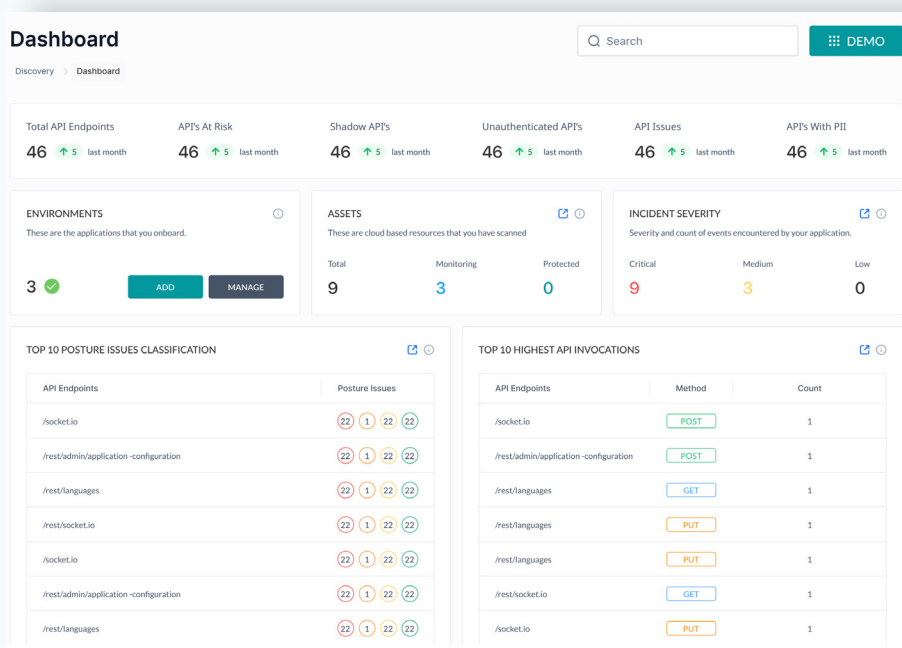 Dashboard
Search
DEMO
Discovery > Dashboard
Total API Endpoints
46 ↑ 5 last month
API's At Risk
46 ↑ 5 last month
Shadow API's
46 ↑ 5 last month
Unauthenticated API's
46 ↑ 5 last month
API Issues
46 ↑ 5 last month
API's With PII
46 ↑ 5 last month
ENVIRONMENTS
These are the applications that you onboard.
3
ADD
MANAGE
ASSETS
These are cloud based resources that you have scanned
Total Monitoring Protected
9 3 0
INCIDENT SEVERITY
Severity and count of events encountered by your application.
Critical Medium Low
9 3 0
TOP 10 POSTURE ISSUES CLASSIFICATION
API Endpoints Posture Issues
/socket.io 22 1 22 22
/rest/admin/application -configuration 22 1 22 22
/rest/languages 22 1 22 22
/rest/socket.io 22 1 22 22
/socket.io 22 1 22 22
/rest/admin/application -configuration 22 1 22 22
/rest/languages 22 1 22 22
TOP 10 HIGHEST API INVOCATIONS
API Endpoints Method Count
/socket.io POST 1
/rest/admin/application -configuration POST 1
/rest/languages GET 1
/rest/languages PUT 1
/rest/languages PUT 1
/rest/socket.io GET 1
/socket.io PUT 1